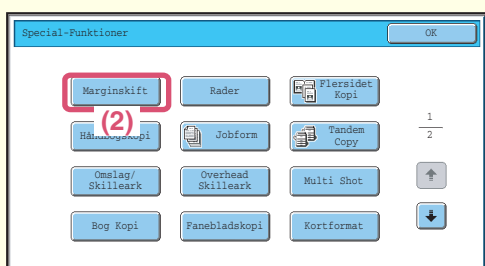 Special-Funktioner
OK
Marginskift
Rader
Flersidet
Kopi
(2)
Jobform
Tandem
Copy
1
2
Omslag/
Skilleark
Overhead
Skilleark
Multi Shot
Bog Kopi
Fanebladskopi
Kortformat